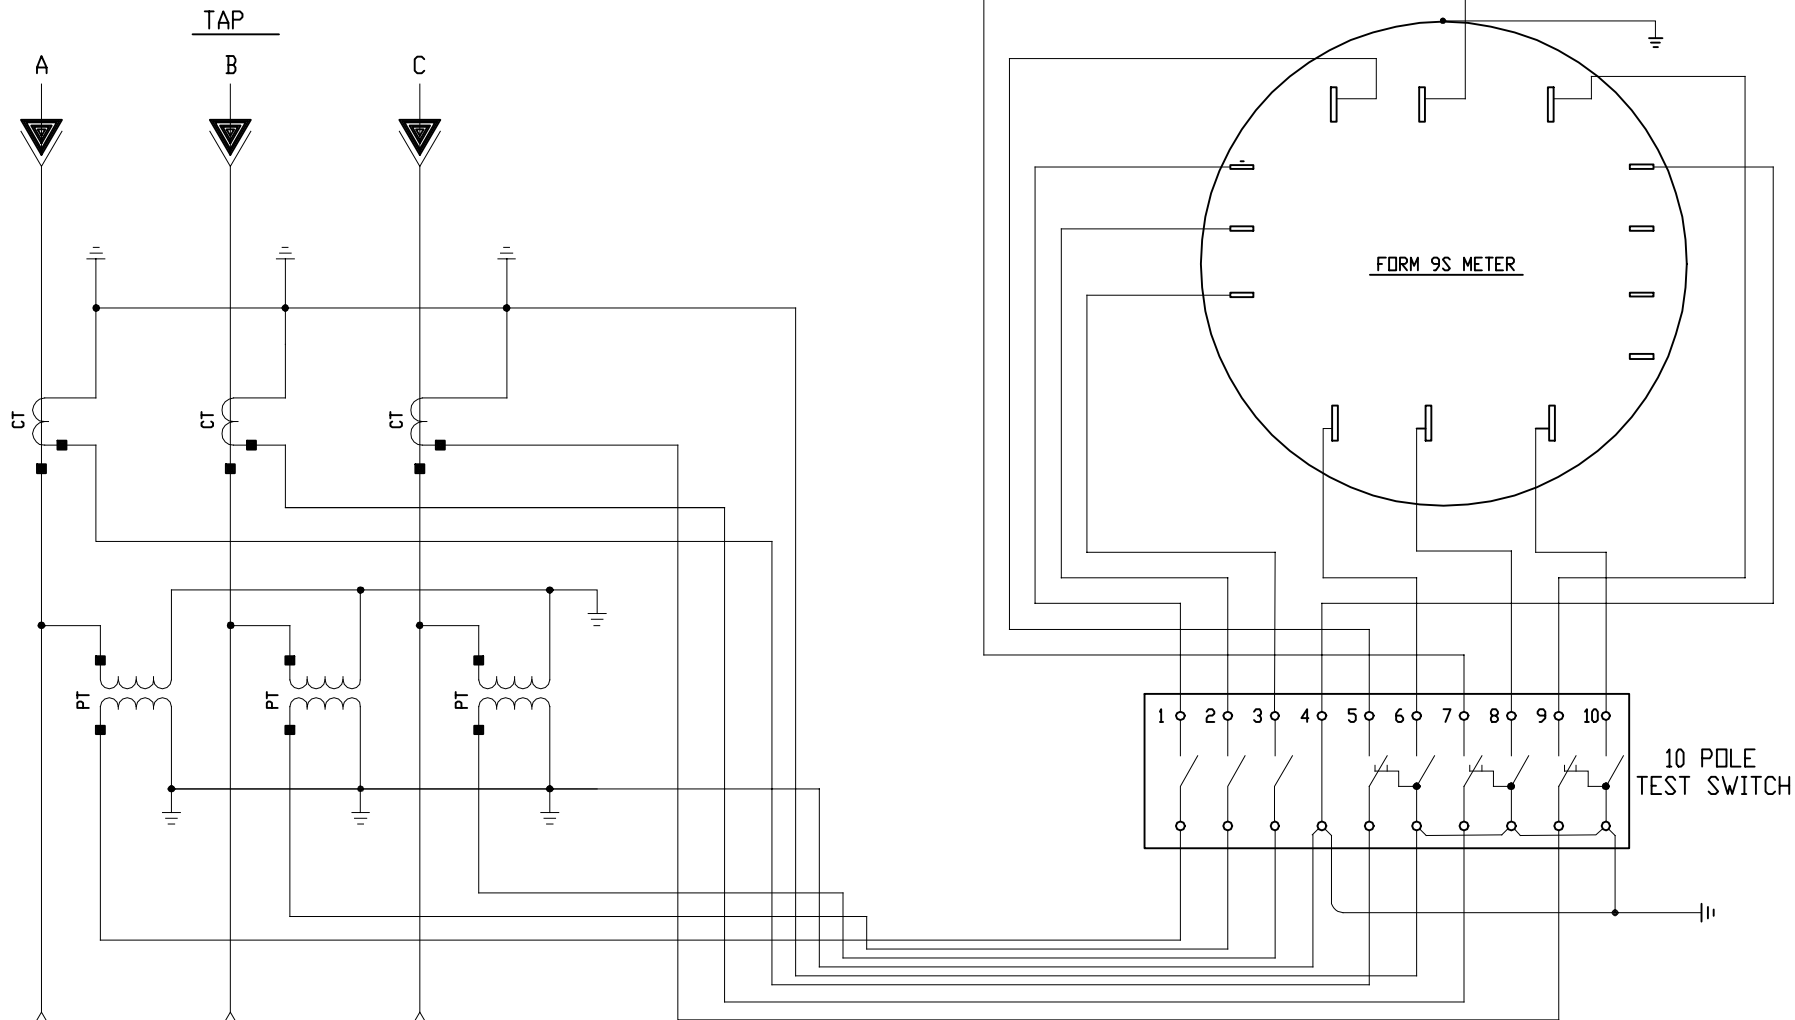 TAP
A B C
FORM 9S METER
CT CT CT
PT PT PT
1 2 3 4 5 6 7 8 9 10
10 POLE
TEST SWITCH